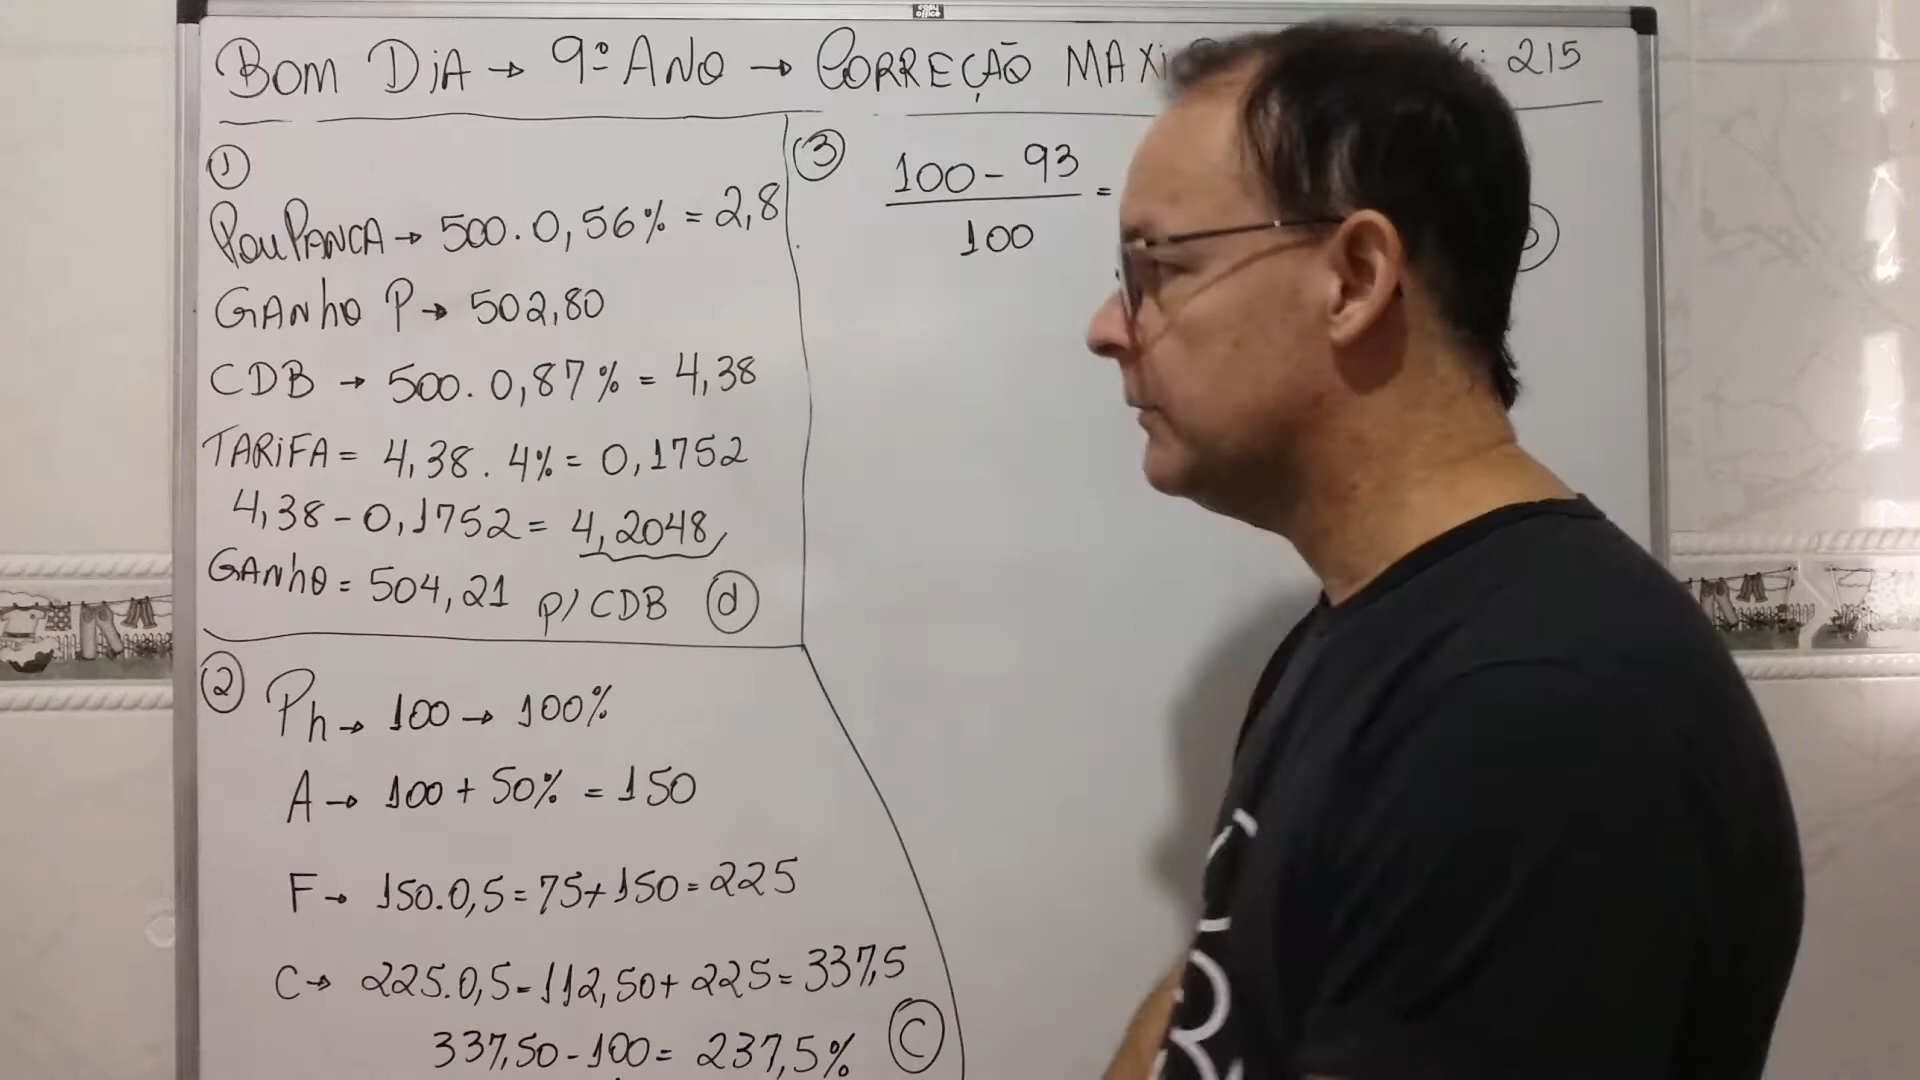 easy office
BOM DiA → 9º ANO → CORREÇÃO MAXi : 215
1
POUPANCA → 500. 0,56% = 2,8
GANhO P → 502,80
CDB → 500. 0,87% = 4,38
TARiFA = 4,38 . 4% = 0,1752
4,38 - 0,1752 = 4,2048
GANhO = 504,21 p/ CDB d
2
Ph → 100 → 100%
A → 100 + 50% = 150
F → 150.0,5 = 75 + 150 = 225
C → 225.0,5 = 112,50 + 225 = 337,5
337,50 - 100 = 237,5% C
3
100 - 93 =
100